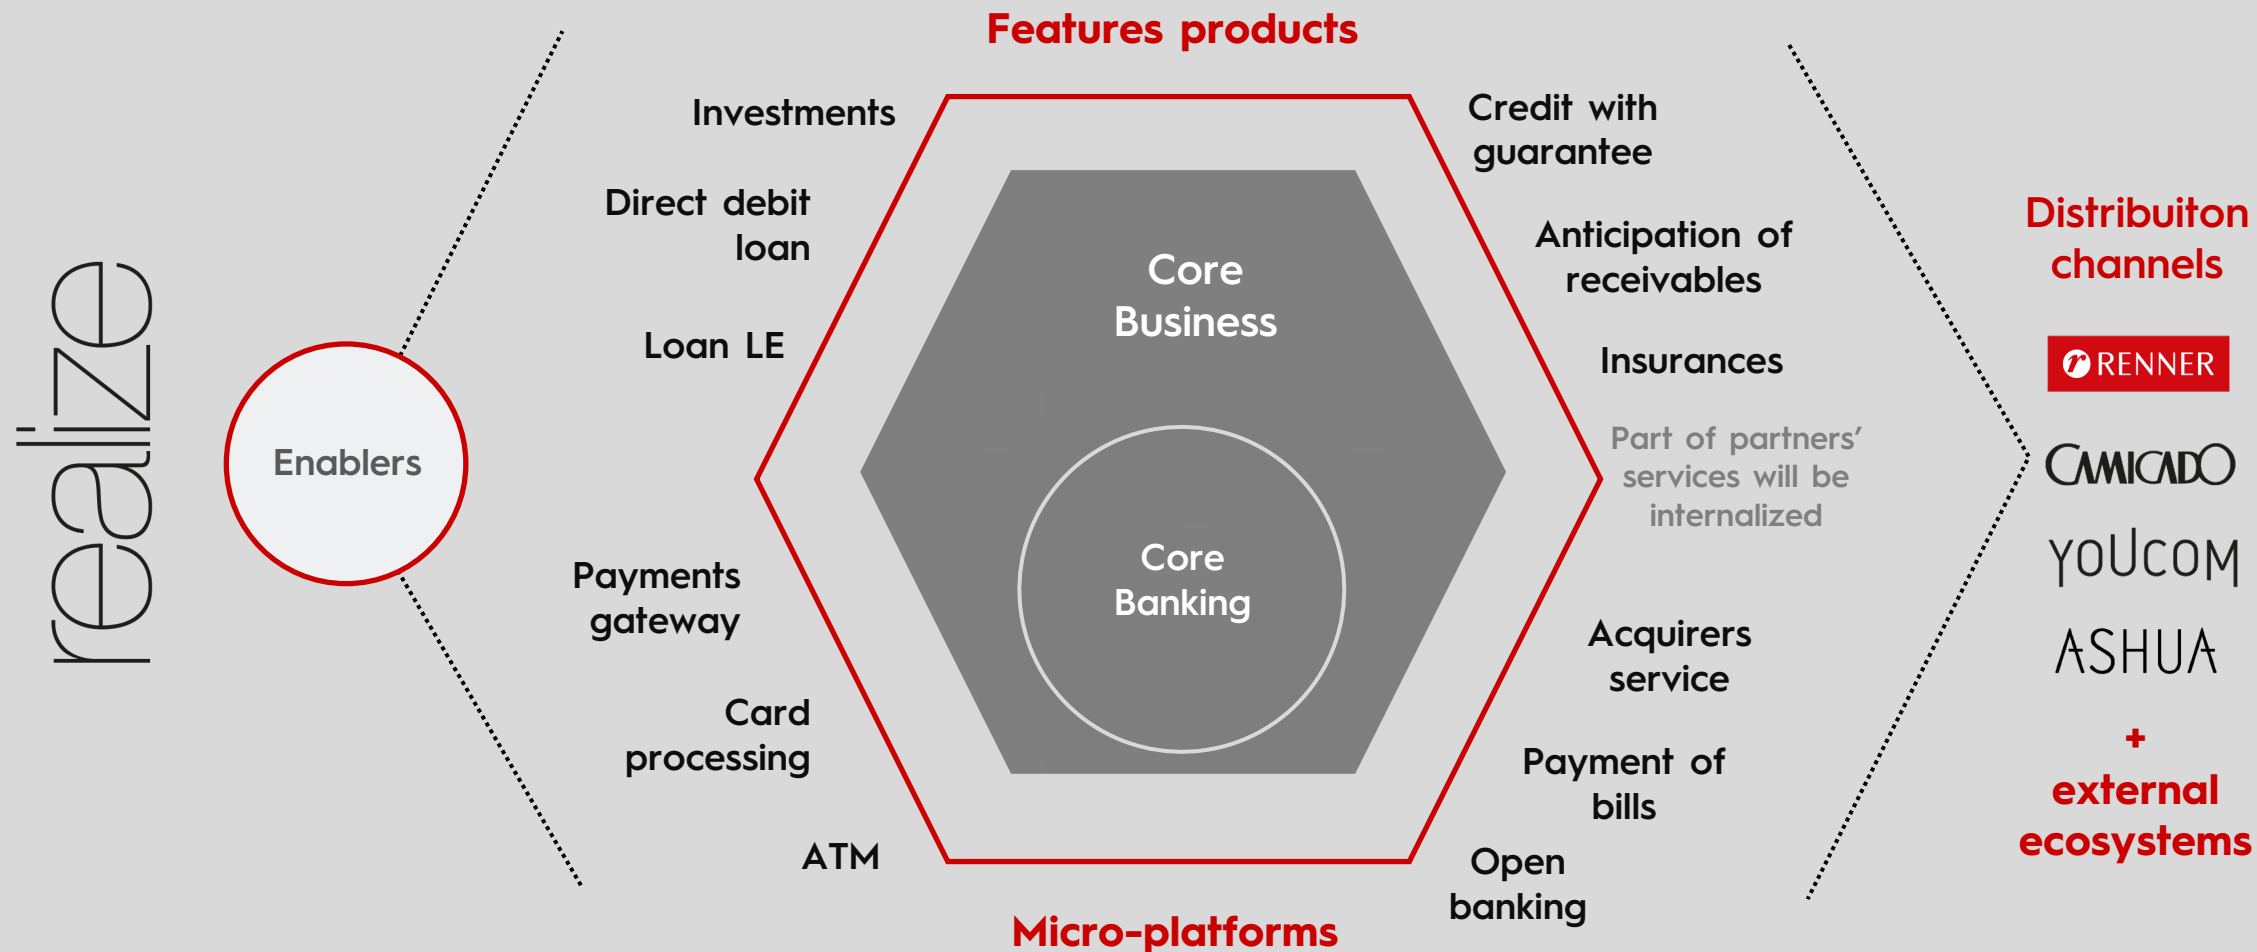 realize
Enablers
Features products
Investments
Direct debit
loan
Loan LE
Payments
gateway
Card
processing
ATM
Core
Business
Core
Banking
Micro-platforms
Credit with
guarantee
Anticipation of
receivables
Insurances
Part of partners’
services will be
internalized
Acquirers
service
Payment of
bills
Open
banking
Distribuiton
channels
r RENNER
CAMICADO
YOUCOM
ASHUA
+
external
ecosystems